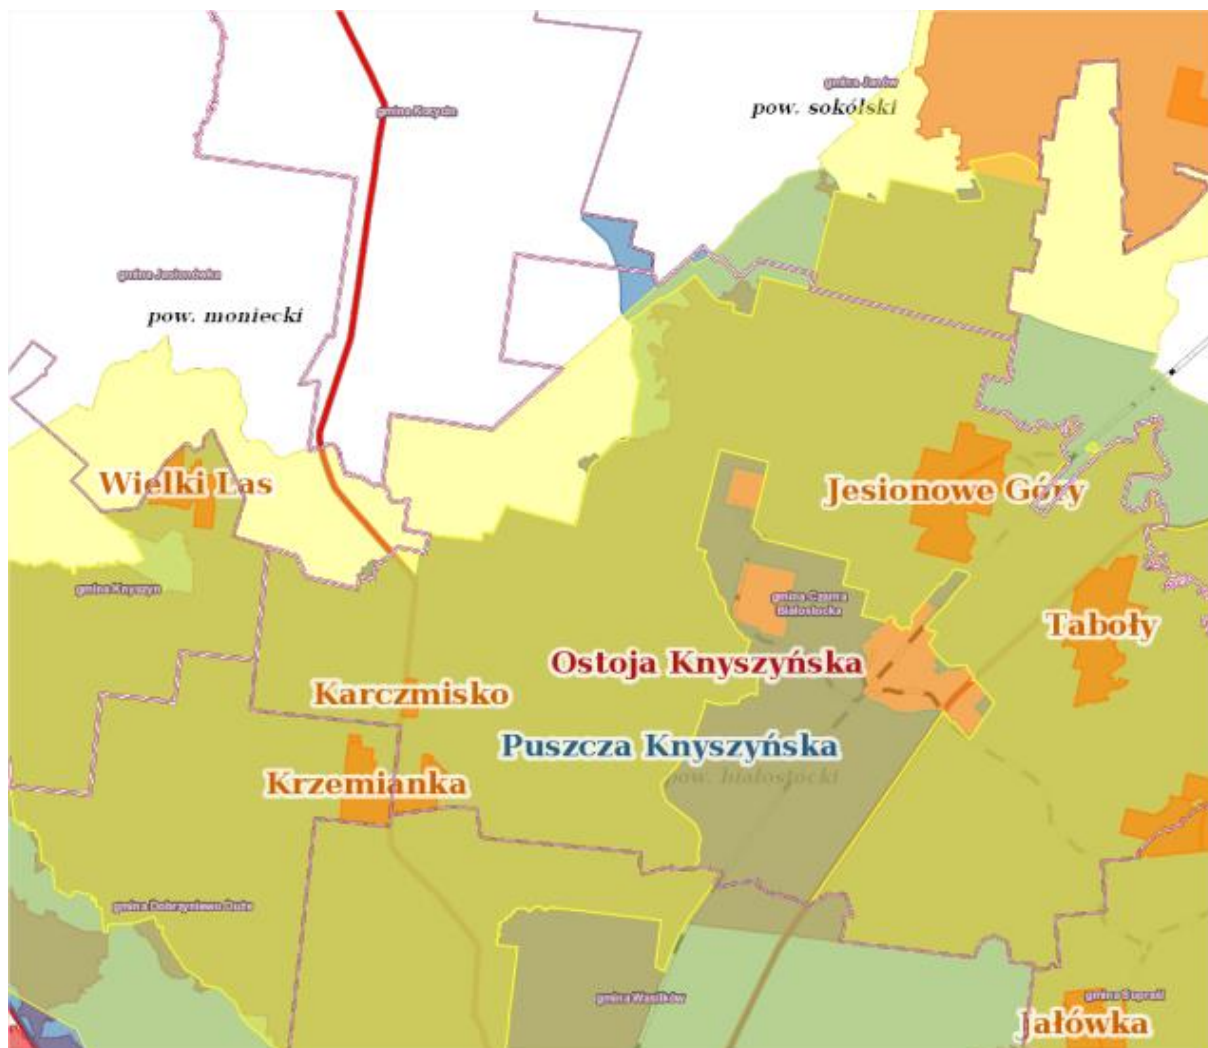 gmina Janów
pow. sokólski
gmina Korycin
gmina Jasionówka
pow. moniecki
Wielki Las
Jesionowe Góry
gmina Knyszyn
gmina Czarna
Białostocka
Taboły
Ostoja Knyszyńska
Karczmisko
Puszcza Knyszyńska
pow. białostocki
Krzemianka
gmina Dobrzyniewo Duże
gmina Wasilków
gmina Supraśl
Jałówka